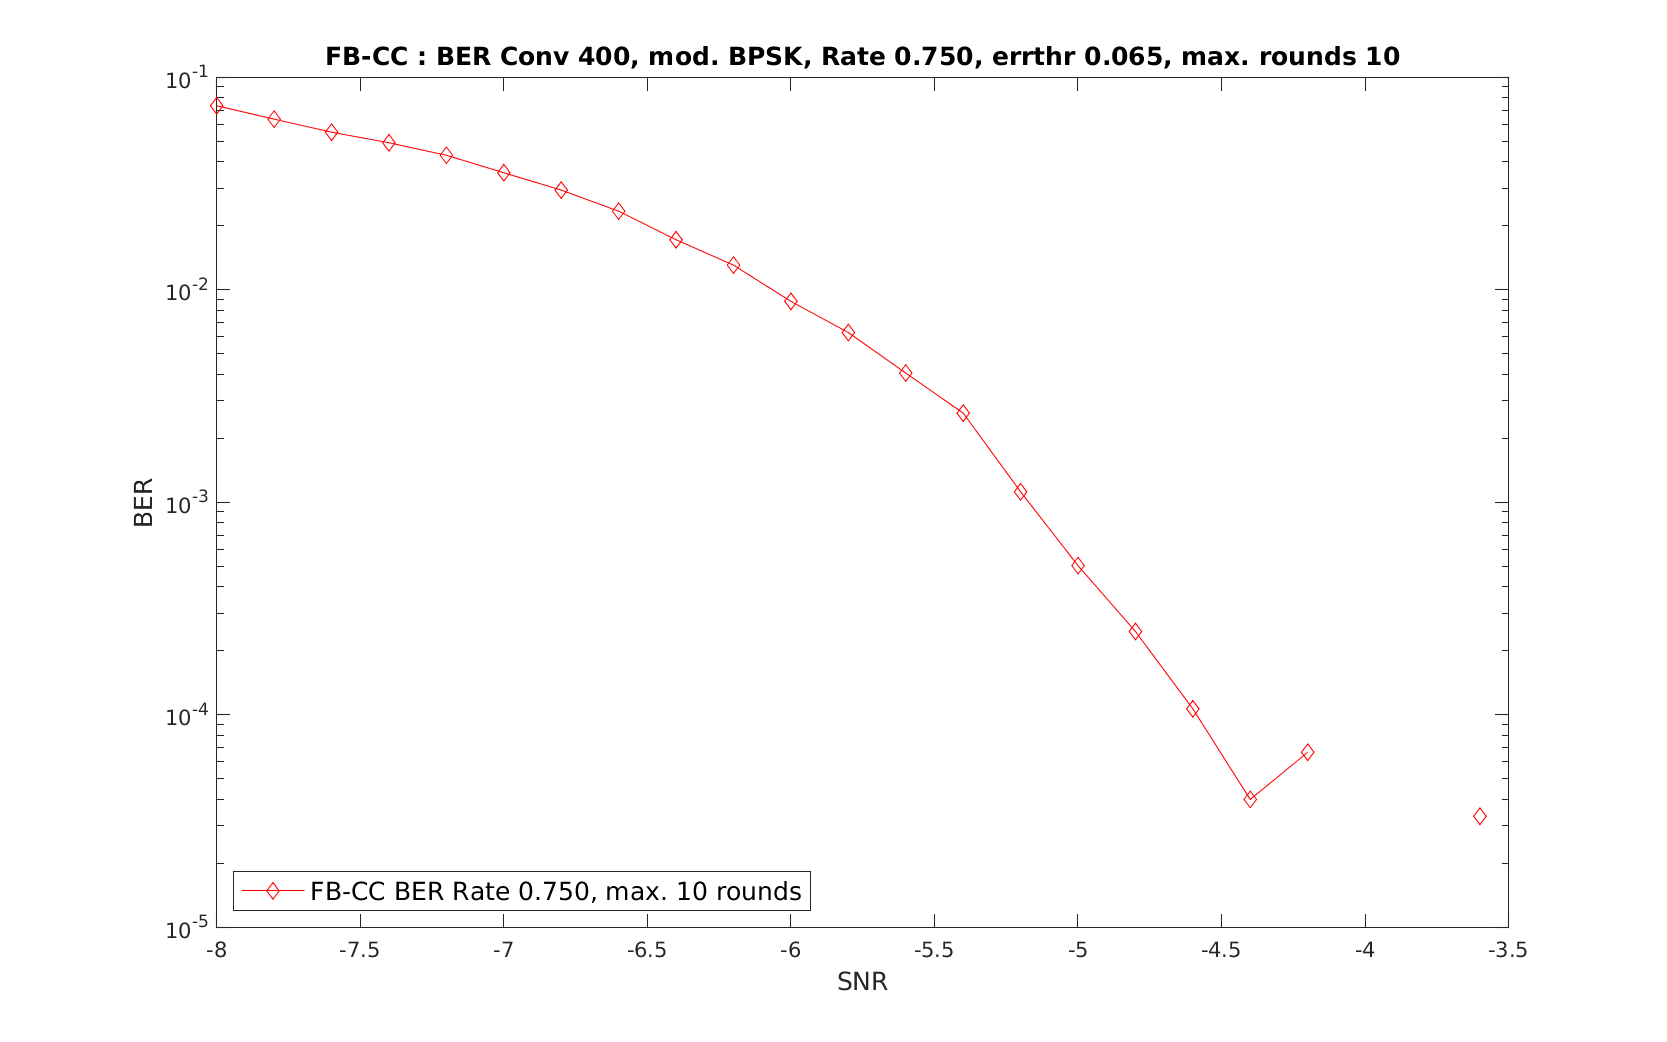 FB-CC : BER Conv 400, mod. BPSK, Rate 0.750, errthr 0.065, max. rounds 10
10^-1
10^-2
10^-3
10^-4
10^-5
BER
FB-CC BER Rate 0.750, max. 10 rounds
-8 -7.5 -7 -6.5 -6 -5.5 -5 -4.5 -4 -3.5
SNR